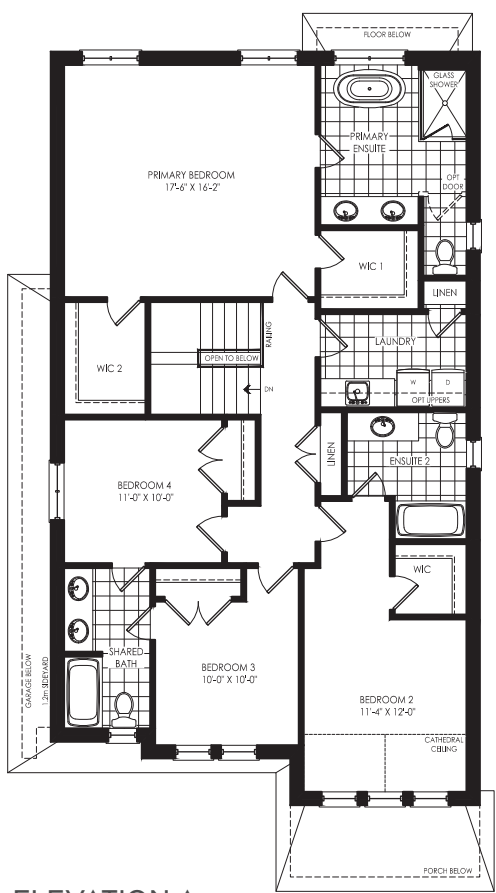 FLOOR BELOW
GLASS
SHOWER
PRIMARY
ENSUITE
PRIMARY BEDROOM
17'-6" X 16'-2"
OPT
DOOR
WIC 1
LINEN
RAILING
LAUNDRY
OPEN TO BELOW
WIC 2
DN
W
D
OPT UPPERS
LINEN
ENSUITE 2
BEDROOM 4
11'-0" X 10'-0"
WIC
SHARED
BATH
BEDROOM 3
10'-0" X 10'-0"
GARAGE BELOW
1.2m SIDEYARD
BEDROOM 2
11'-4" X 12'-0"
CATHEDRAL
CEILING
PORCH BELOW
ELEVATION A